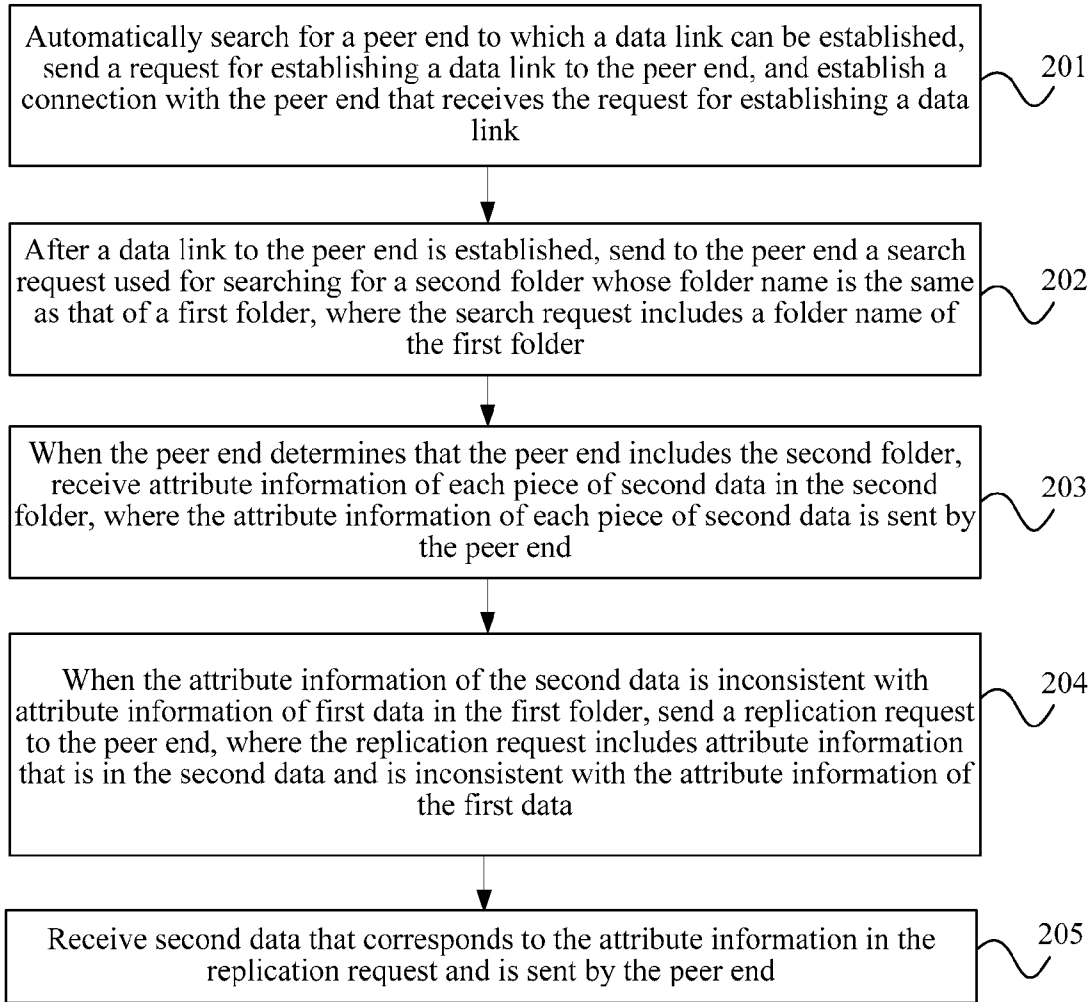 Automatically search for a peer end to which a data link can be established,
send a request for establishing a data link to the peer end, and establish a
connection with the peer end that receives the request for establishing a data
link
201
After a data link to the peer end is established, send to the peer end a search
request used for searching for a second folder whose folder name is the same
as that of a first folder, where the search request includes a folder name of
the first folder
202
When the peer end determines that the peer end includes the second folder,
receive attribute information of each piece of second data in the second
folder, where the attribute information of each piece of second data is sent by
the peer end
203
When the attribute information of the second data is inconsistent with
attribute information of first data in the first folder, send a replication request
to the peer end, where the replication request includes attribute information
that is in the second data and is inconsistent with the attribute information of
the first data
204
Receive second data that corresponds to the attribute information in the
replication request and is sent by the peer end
205